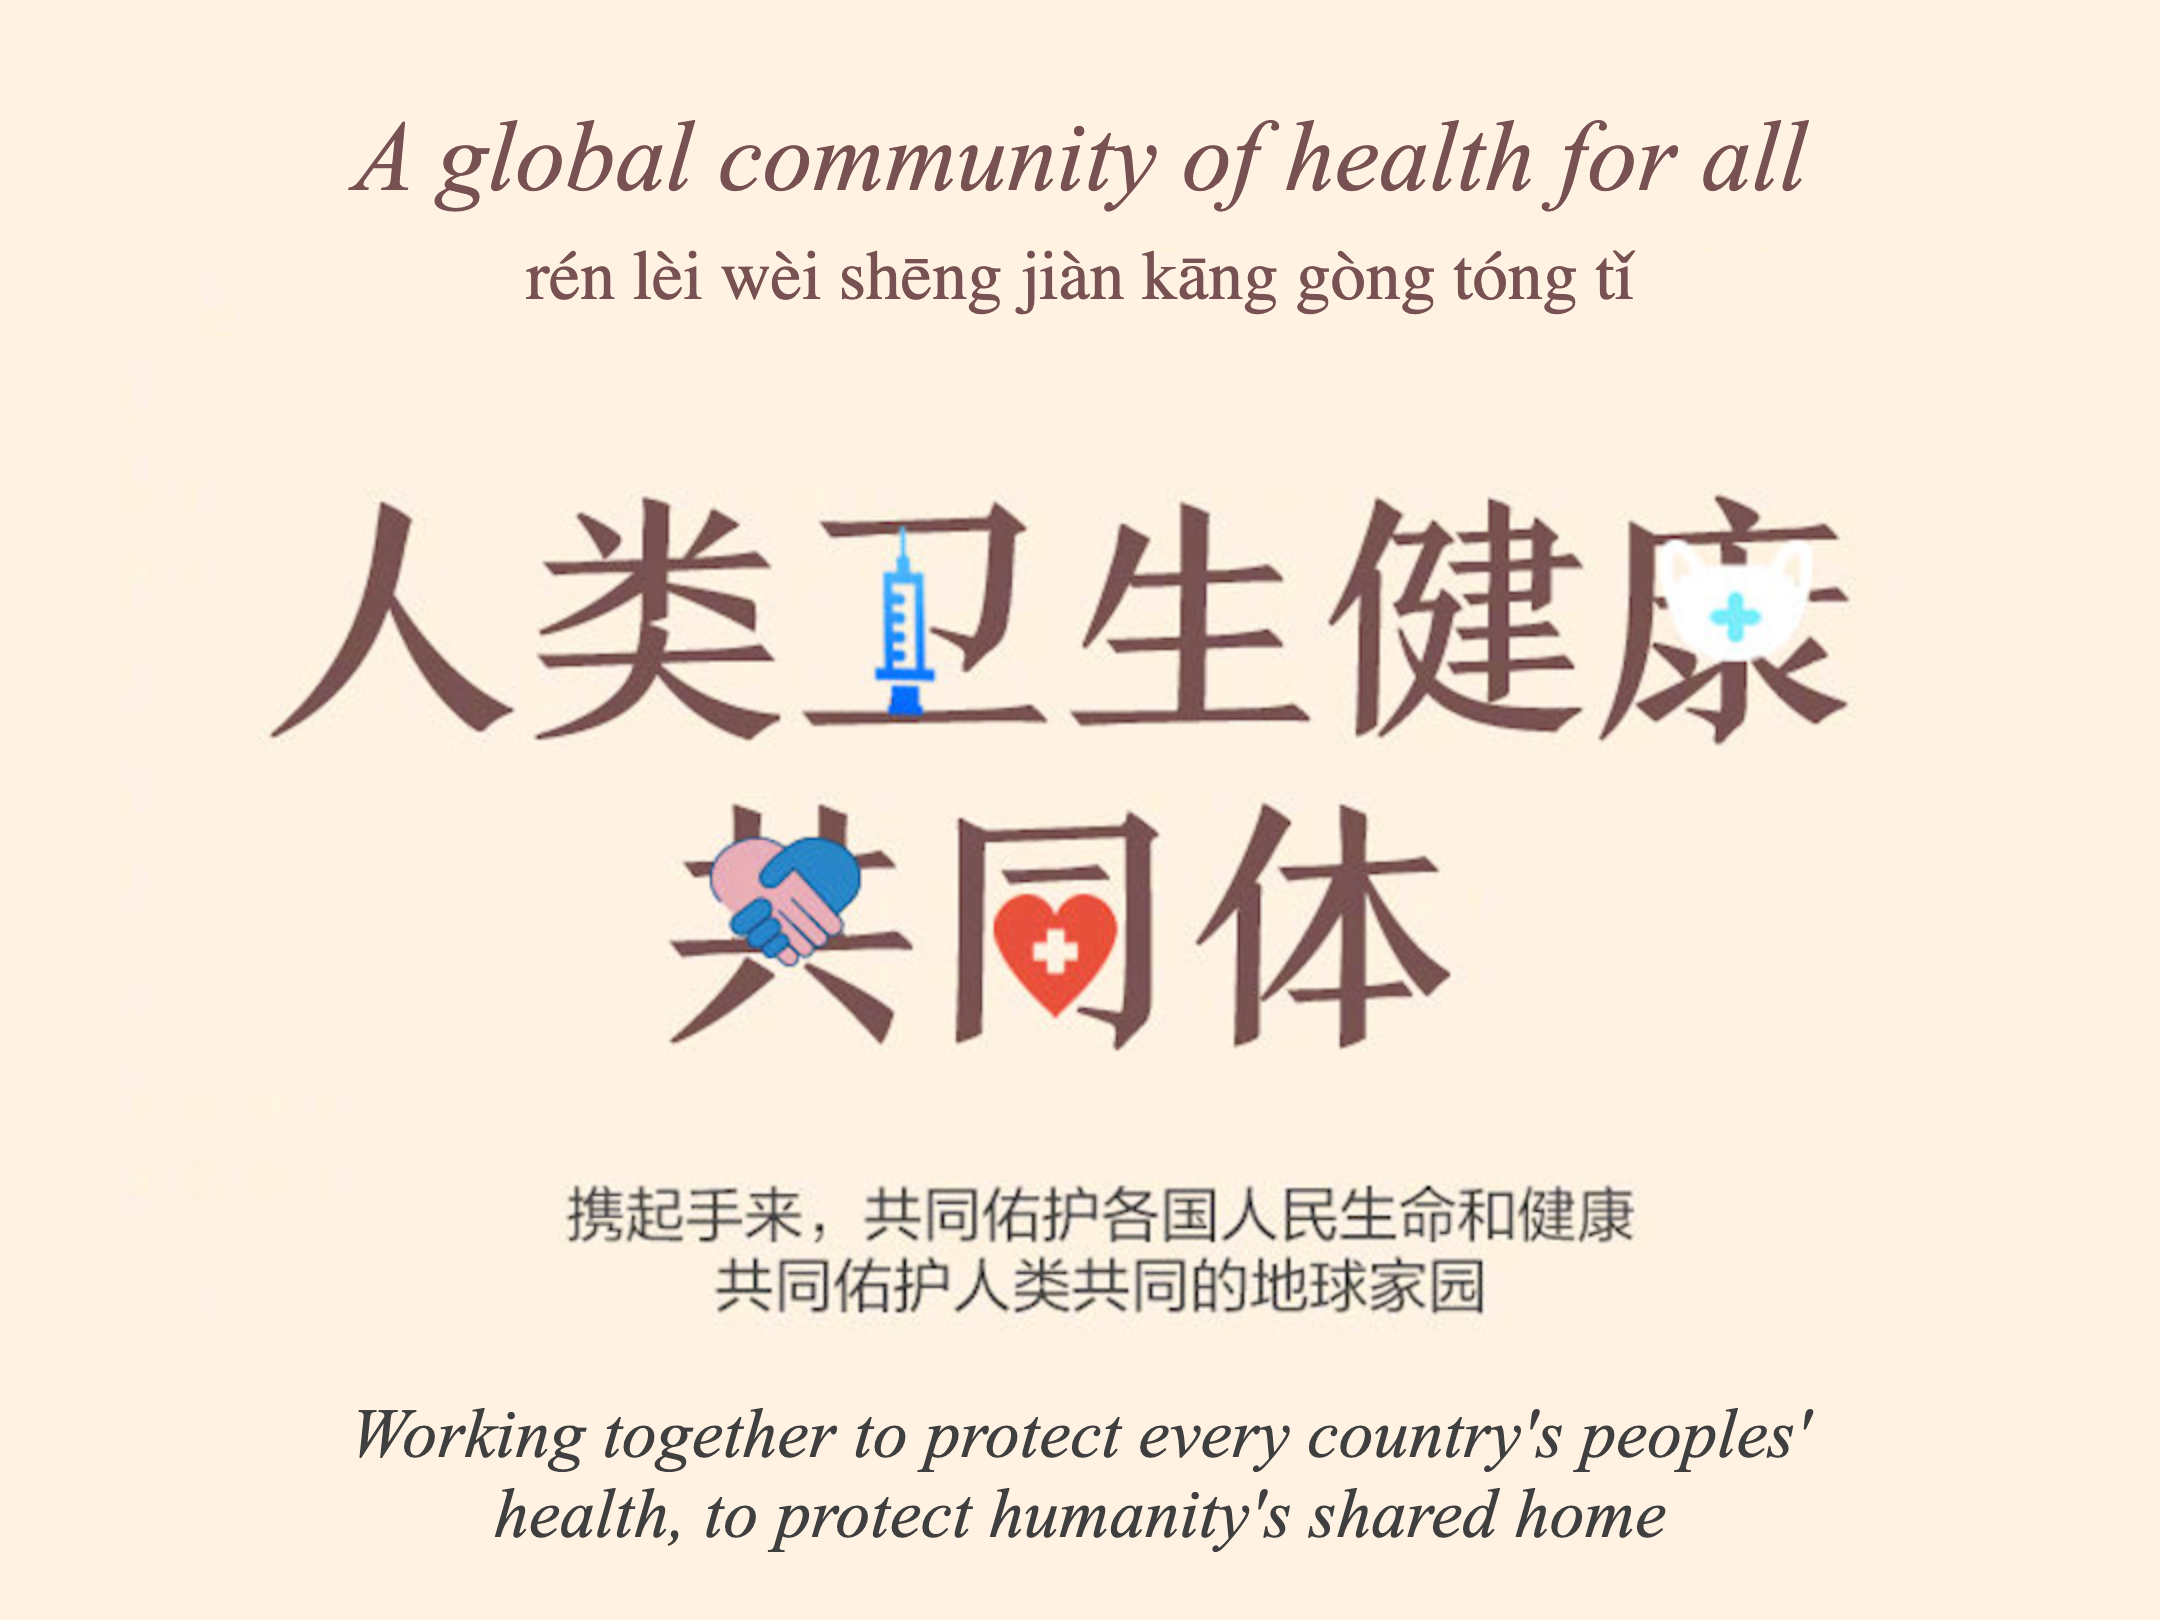 A global community of health for all
rén lèi wèi shēng jiàn kāng gòng tóng tǐ
人类卫生健康
共同体
携起手来，共同佑护各国人民生命和健康
共同佑护人类共同的地球家园
Working together to protect every country's peoples'
health, to protect humanity's shared home